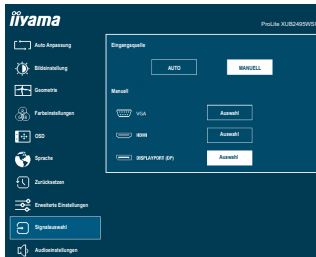 iiyama
ProLite XUB2495WSU
Auto Anpassung
Eingangsquelle
Bildeinstellung
AUTO
MANUELL
Geometrie
Manuell
Farbeinstellungen
VGA
Auswahl
OSD
HDMI
Auswahl
Sprache
DISPLAYPORT (DP)
Auswahl
Zurücksetzen
Erweiterte Einstellungen
Signalauswahl
Audioeinstellungen